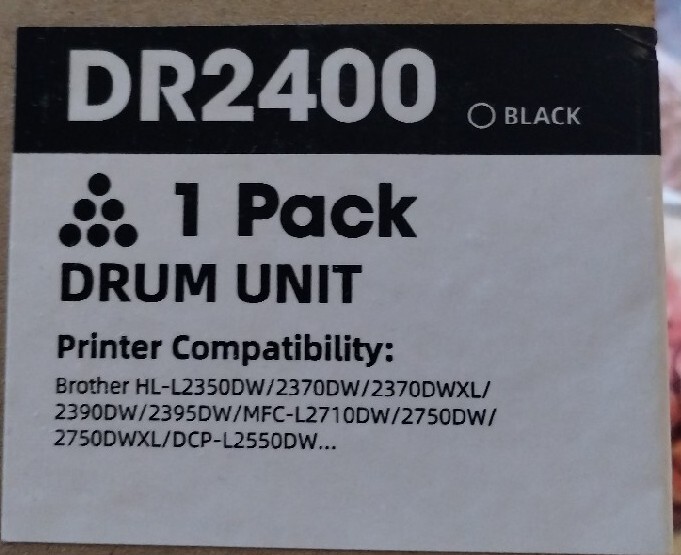 DR2400
BLACK
1 Pack
DRUM UNIT
Printer Compatibility:
Brother HL-L2350DW/2370DW/2370DWXL/
2390DW/2395DW/MFC-L2710DW/2750DW/
2750DWXL/DCP-L2550DW...